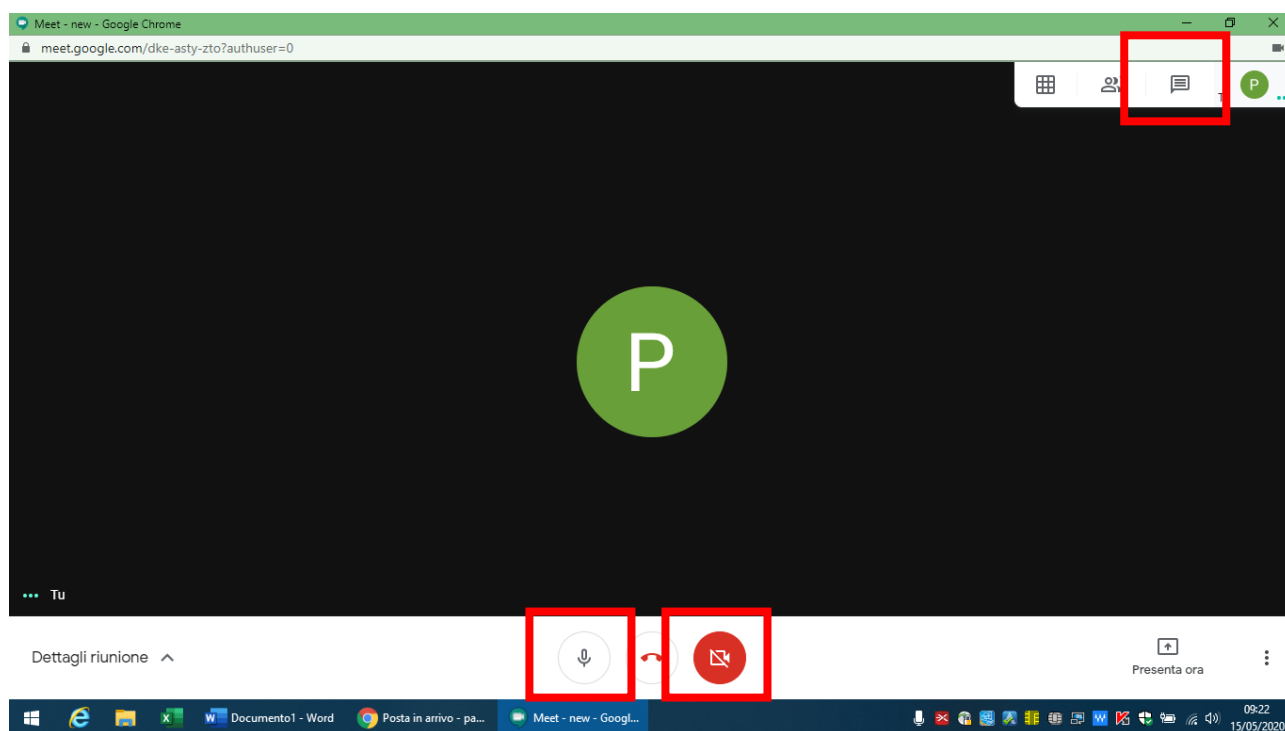 Meet - new - Google Chrome
meet.google.com/dke-asty-zto?authuser=0
P
P
Tu
Dettagli riunione
Presenta ora
Documento1 - Word
Posta in arrivo - pa...
Meet - new - Googl...
09:22
15/05/2020